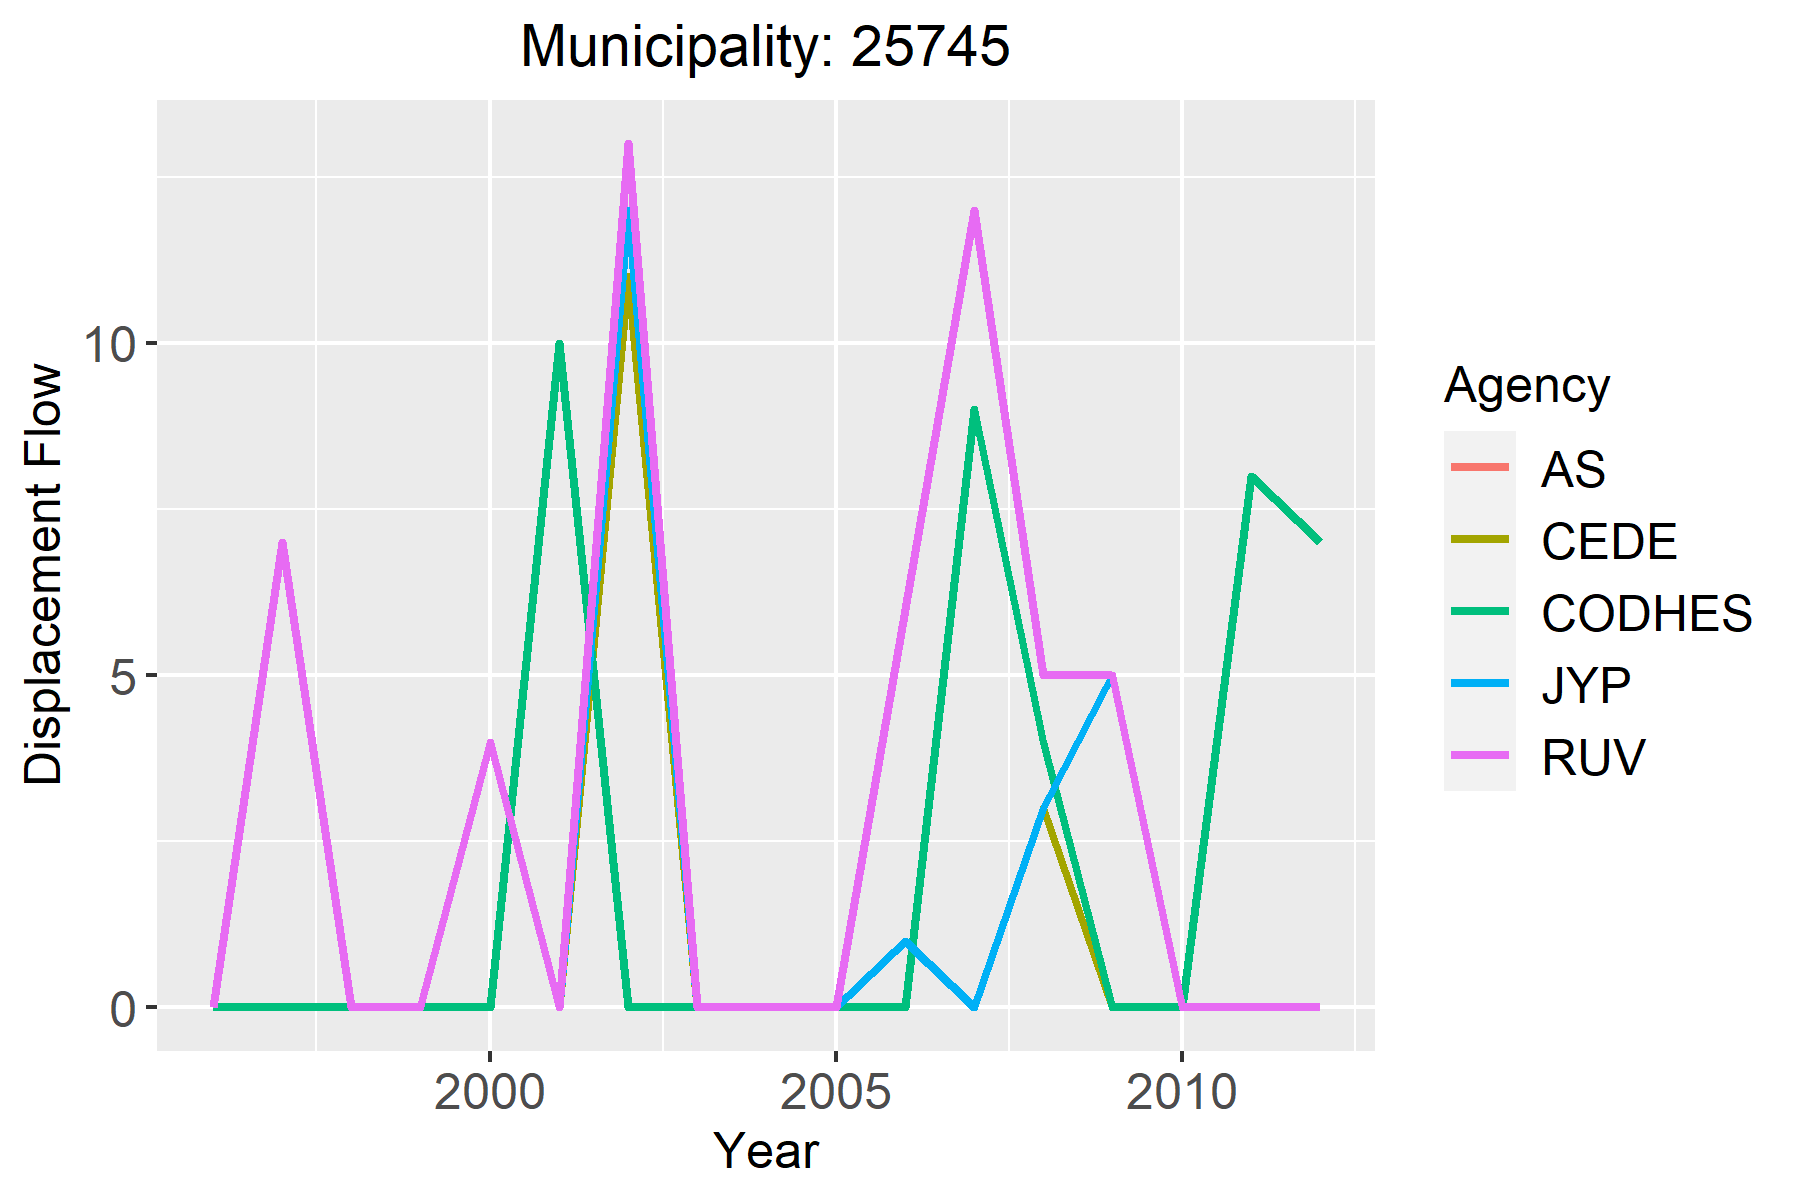 Municipality: 25745
Displacement Flow
10
5
0
2000 2005 2010
Year
Agency
AS
CEDE
CODHES
JYP
RUV